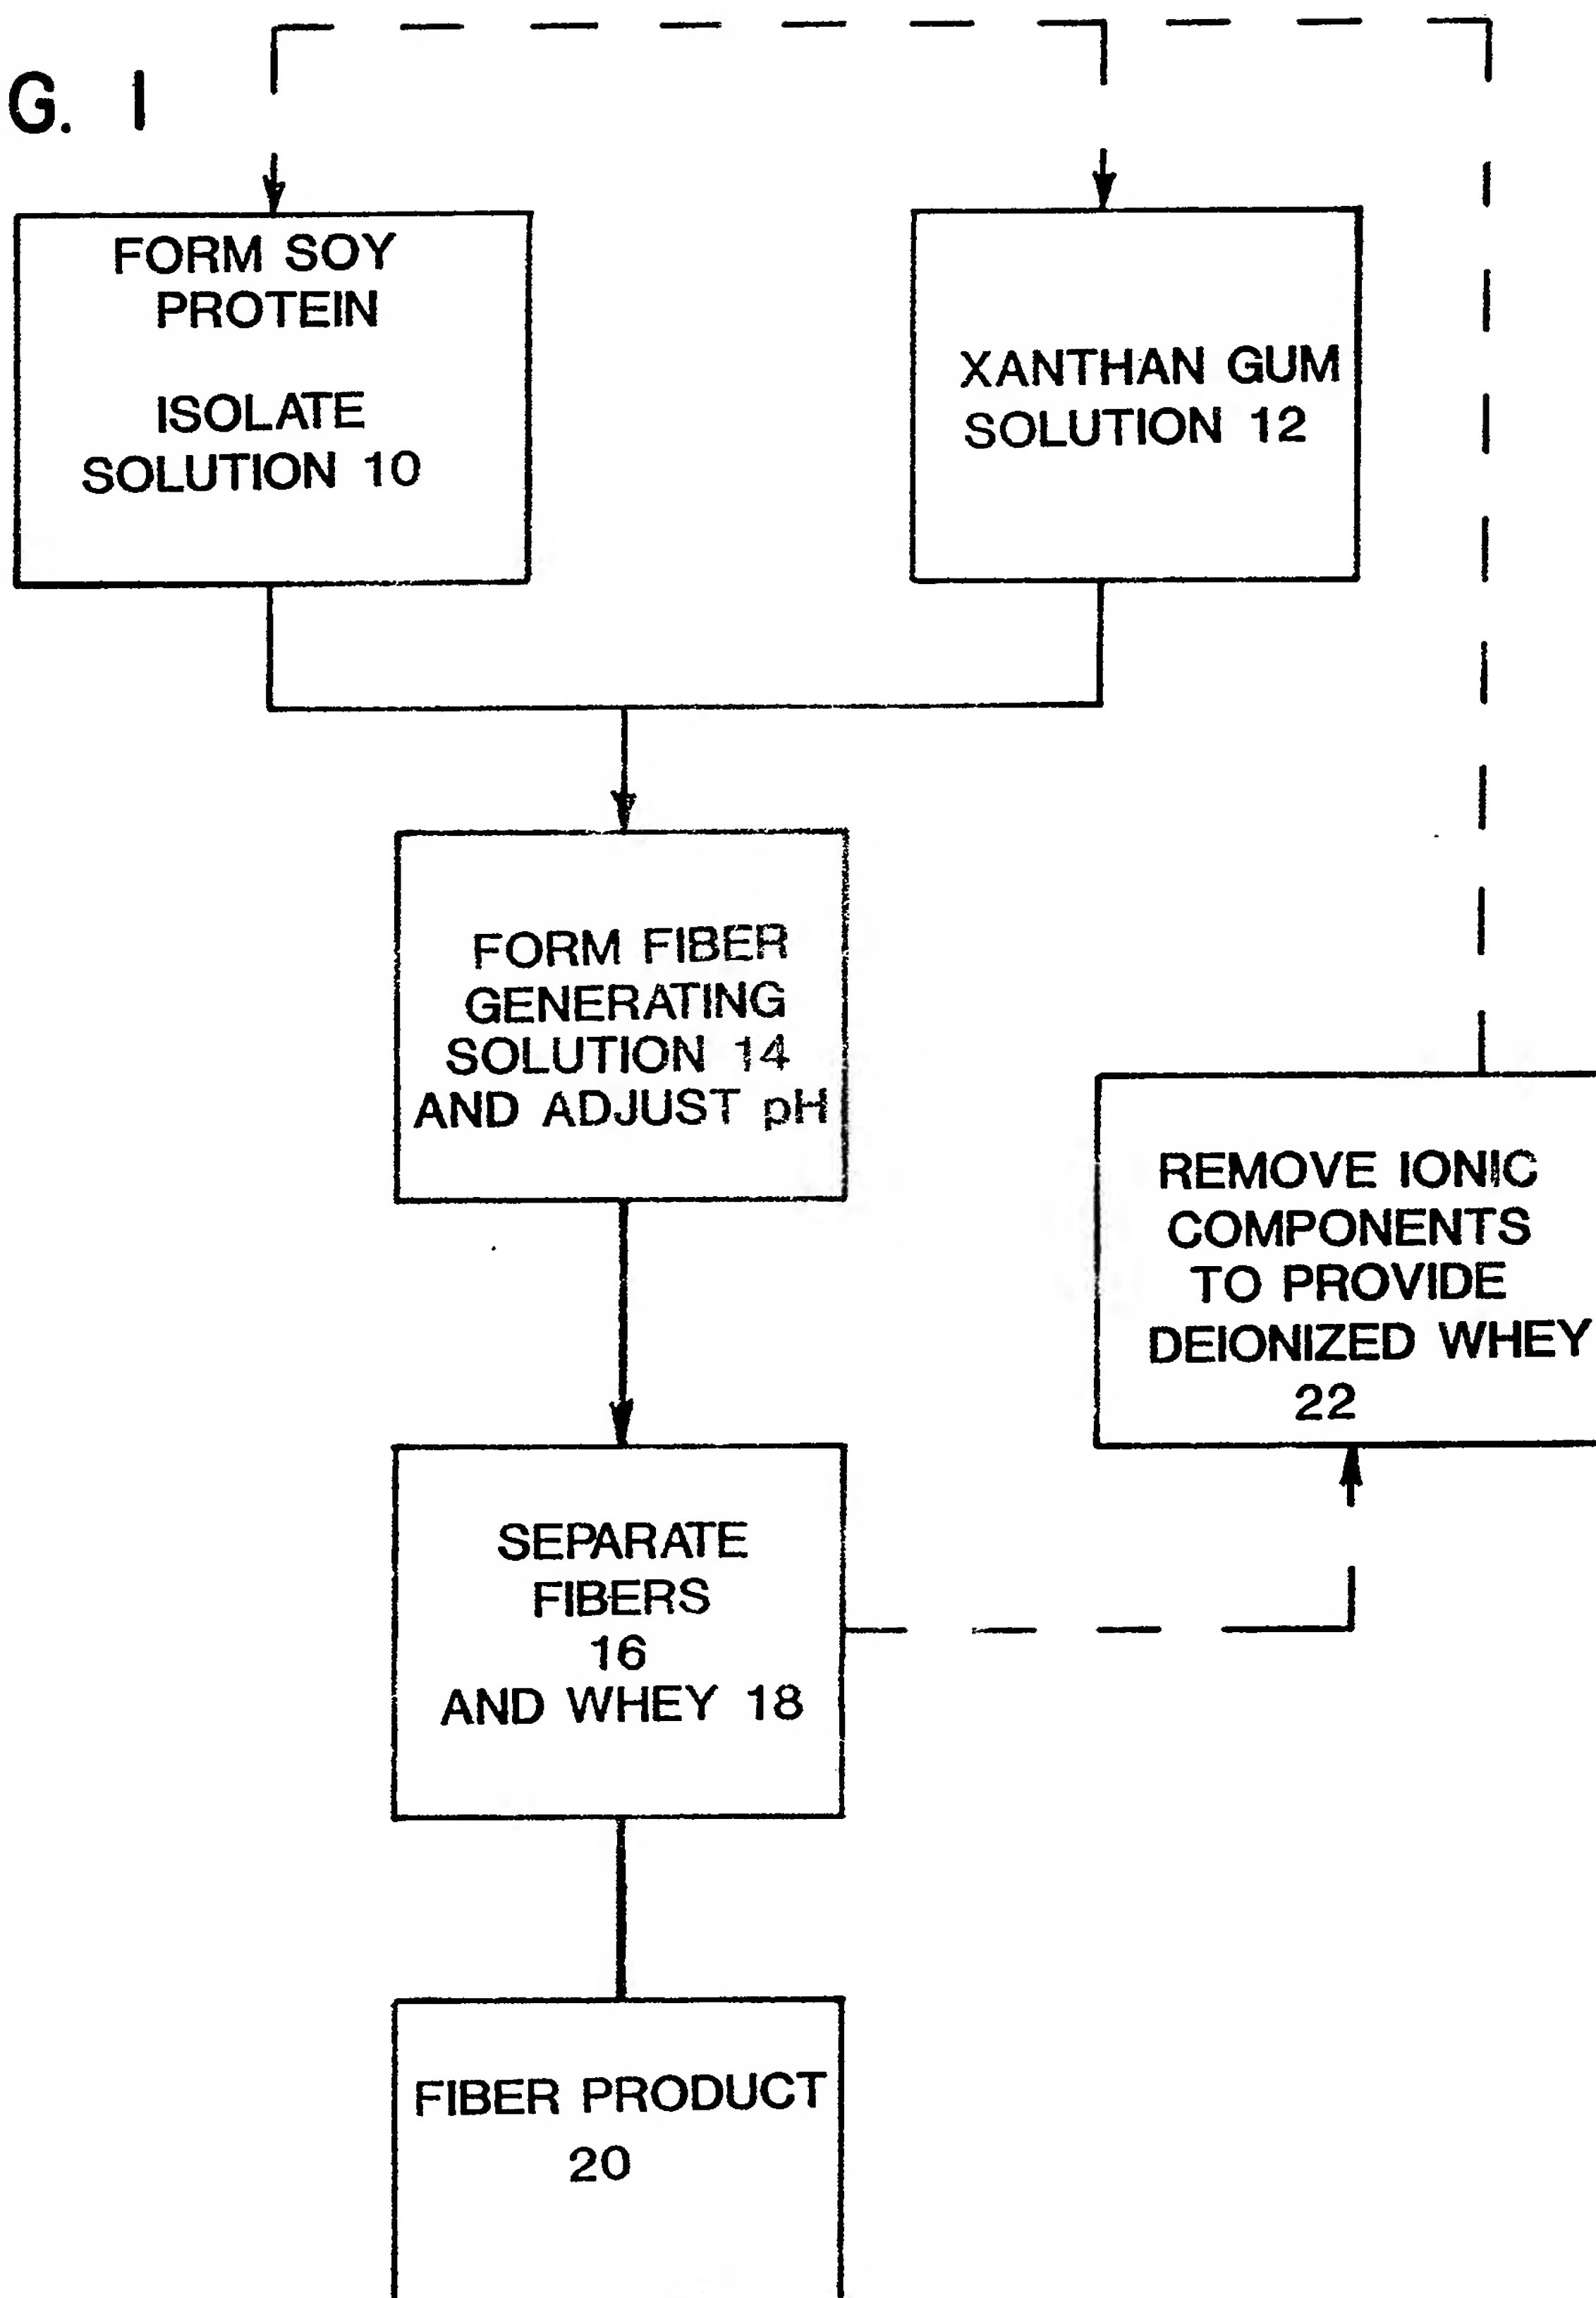 G. 1
FORM SOY
PROTEIN
ISOLATE
SOLUTION 10
XANTHAN GUM
SOLUTION 12
FORM FIBER
GENERATING
SOLUTION 14
AND ADJUST pH
REMOVE IONIC
COMPONENTS
TO PROVIDE
DEIONIZED WHEY
22
SEPARATE
FIBERS
16
AND WHEY 18
FIBER PRODUCT
20